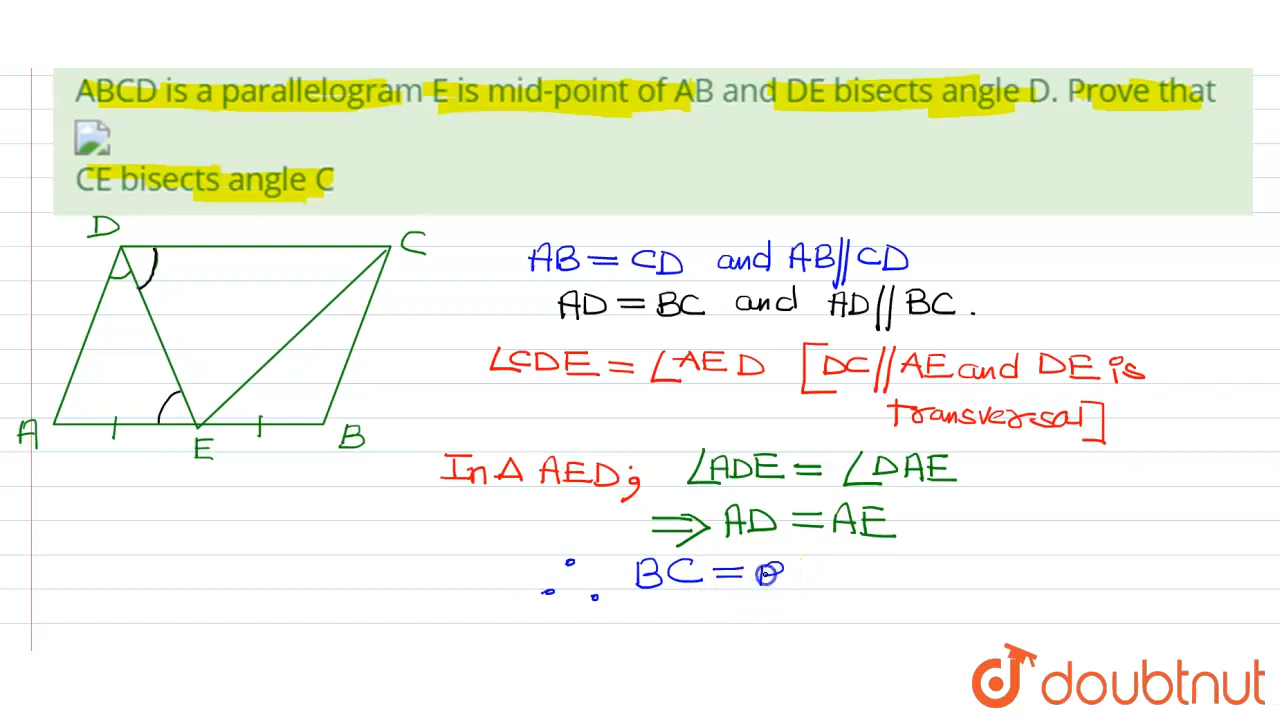 ABCD is a parallelogram E is mid-point of AB and DE bisects angle D. Prove that
CE bisects angle C
D
C
A
E
B
AB = CD and AB||CD
AD = BC and AD||BC.
∠CDE = ∠AED [DC||AE and DE is
transversal]
In △ AED; ∠ADE = ∠DAE
⇒ AD = AE
∴ BC =
doubtnut